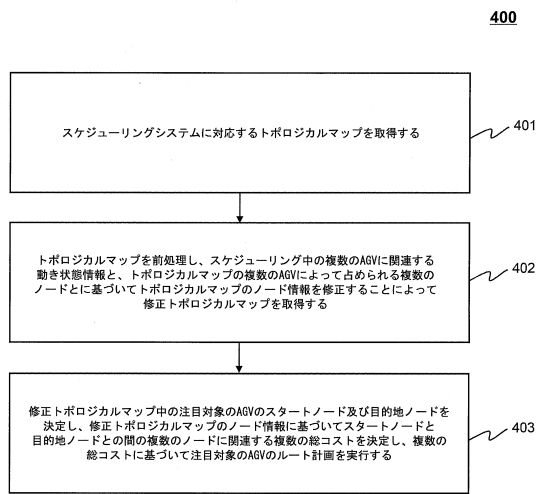 400
スケジューリングシステムに対応するトポロジカルマップを取得する
401
トポロジカルマップを前処理し、スケジューリング中の複数のAGVに関連する
動き状態情報と、トポロジカルマップの複数のAGVによって占められる複数の
ノードとに基づいてトポロジカルマップのノード情報を修正することによって
修正トポロジカルマップを取得する
402
修正トポロジカルマップ中の注目対象のAGVのスタートノード及び目的地ノードを
決定し、修正トポロジカルマップのノード情報に基づいてスタートノードと
目的地ノードとの間の複数のノードに関連する複数の総コストを決定し、複数の
総コストに基づいて注目対象のAGVのルート計画を実行する
403